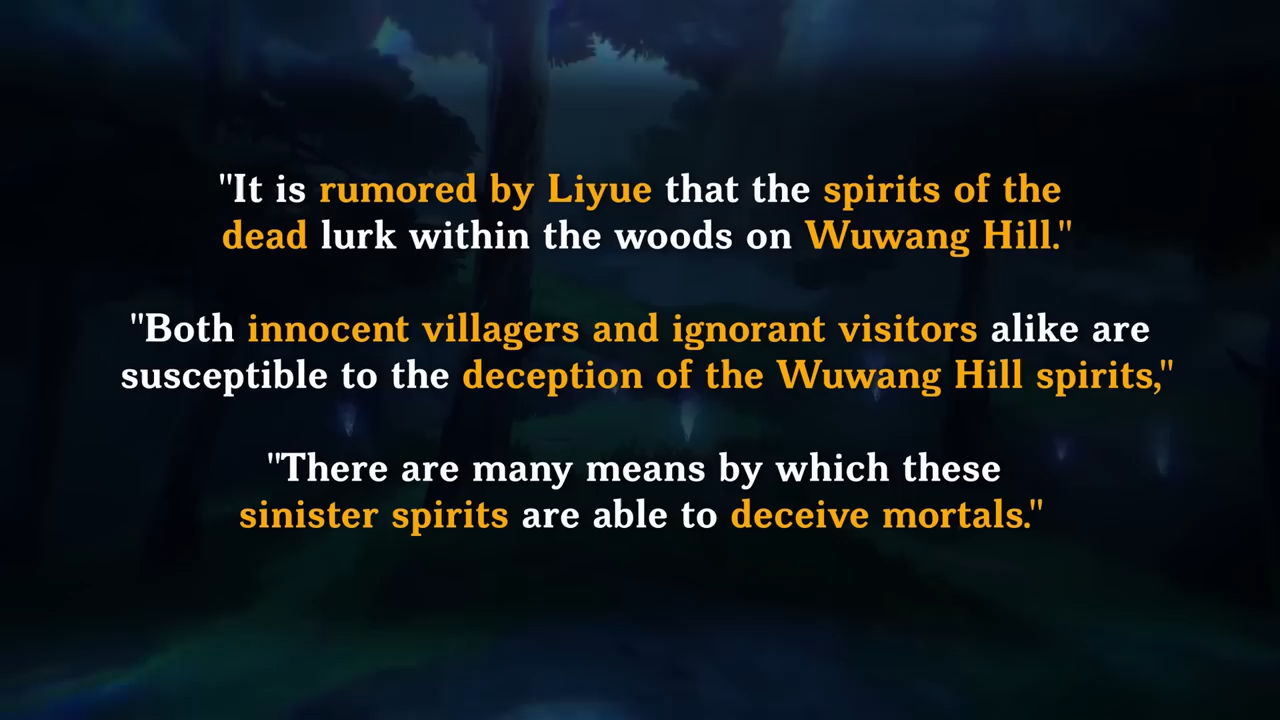 "It is rumored by Liyue that the spirits of the
dead lurk within the woods on Wuwang Hill."
"Both innocent villagers and ignorant visitors alike are
susceptible to the deception of the Wuwang Hill spirits,"
"There are many means by which these
sinister spirits are able to deceive mortals."